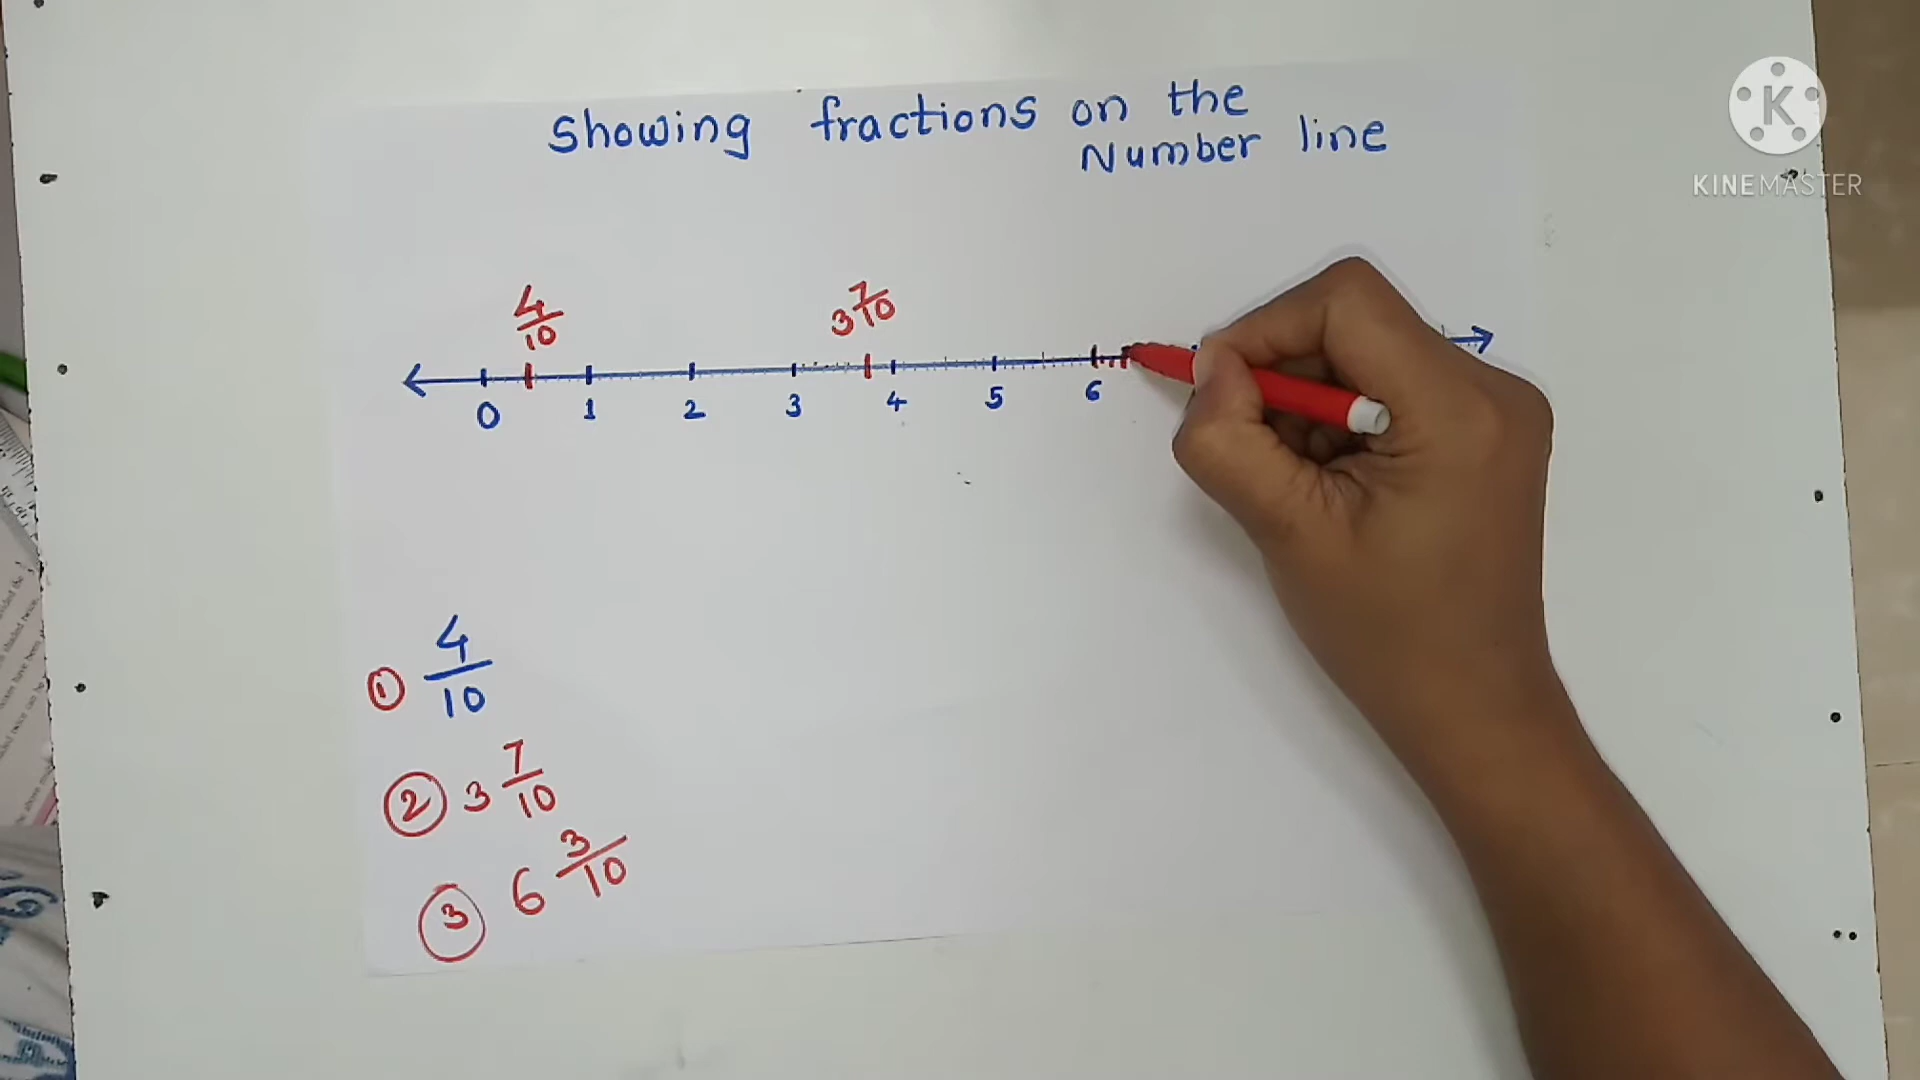 Showing fractions on the
Number line
KINEMASTER
4/10
3 7/10
0 1 2 3 4 5 6
① 4/10
② 3 7/10
③ 6 3/10